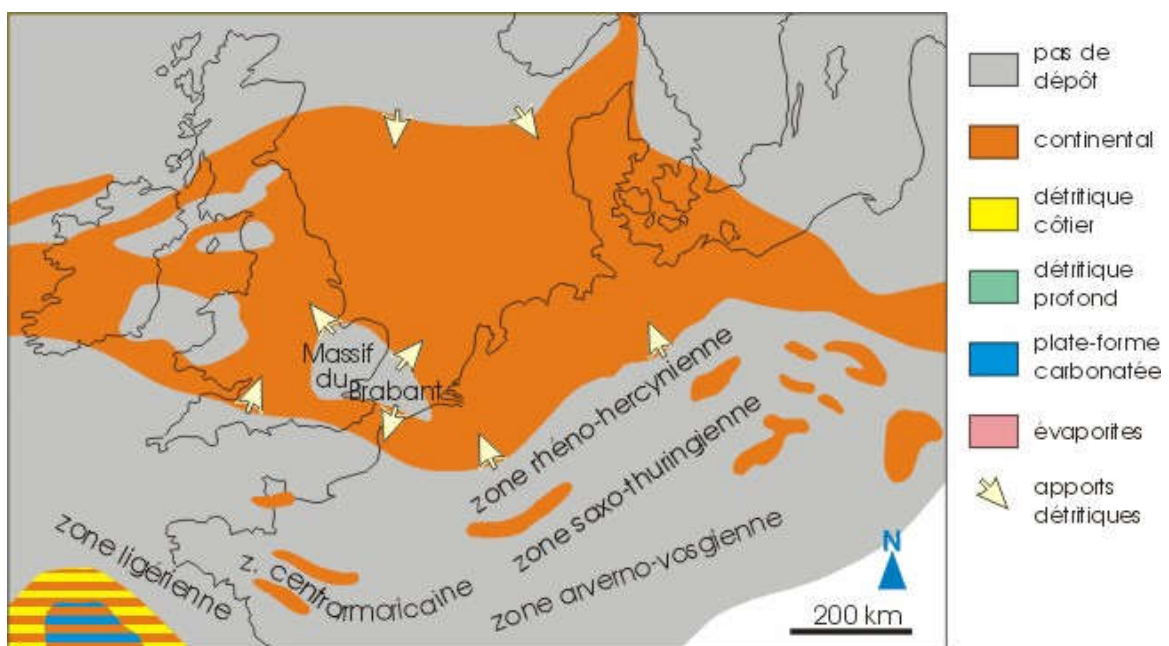 Massif
du
Brabant
zone rhéno-hercynienne
zone saxo-thuringienne
zone arverno-vosgienne
zone ligérienne
z. centrarmoricaine
N
200 km
pas de
dépôt
continental
détritique
côtier
détritique
profond
plate-forme
carbonatée
évaporites
apports
détritiques